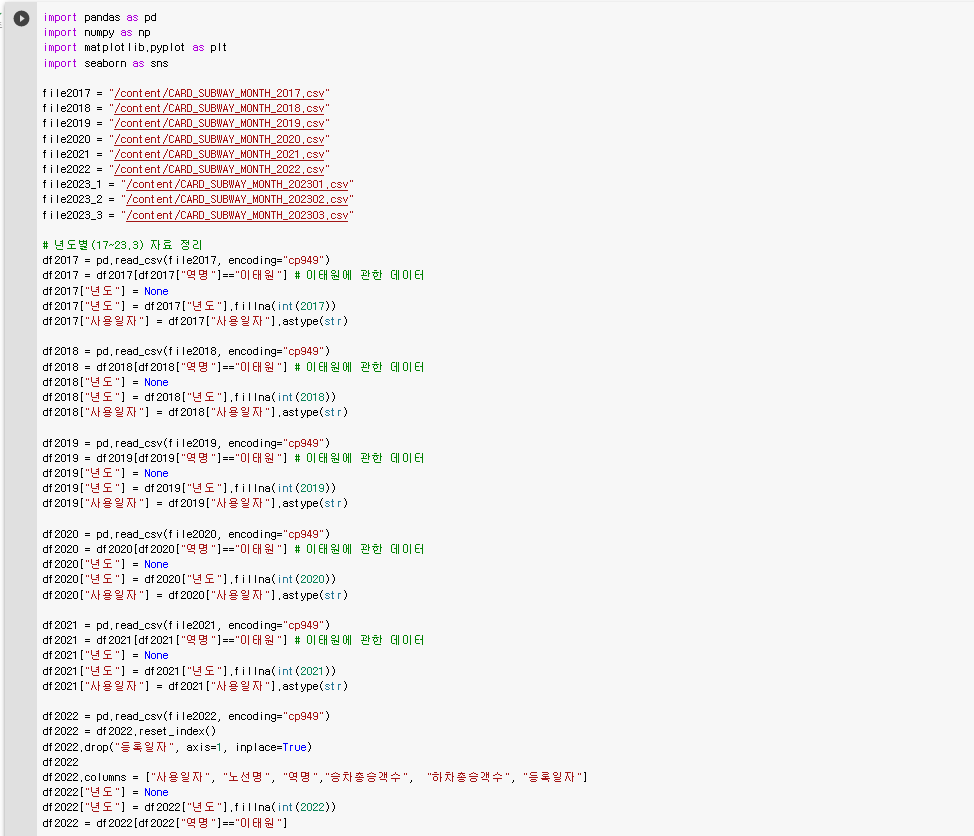 import pandas as pd
import numpy as np
import matplotlib.pyplot as plt
import seaborn as sns
file2017 = "/content/CARD_SUBWAY_MONTH_2017.csv"
file2018 = "/content/CARD_SUBWAY_MONTH_2018.csv"
file2019 = "/content/CARD_SUBWAY_MONTH_2019.csv"
file2020 = "/content/CARD_SUBWAY_MONTH_2020.csv"
file2021 = "/content/CARD_SUBWAY_MONTH_2021.csv"
file2022 = "/content/CARD_SUBWAY_MONTH_2022.csv"
file2023_1 = "/content/CARD_SUBWAY_MONTH_202301.csv"
file2023_2 = "/content/CARD_SUBWAY_MONTH_202302.csv"
file2023_3 = "/content/CARD_SUBWAY_MONTH_202303.csv"
# 년도별(17~23.3) 자료 정리
df2017 = pd.read_csv(file2017, encoding="cp949")
df2017 = df2017[df2017["역명"]=="이태원"] # 이태원에 관한 데이터
df2017["년도"] = None
df2017["년도"] = df2017["년도"].fillna(int(2017))
df2017["사용일자"] = df2017["사용일자"].astype(str)
df2018 = pd.read_csv(file2018, encoding="cp949")
df2018 = df2018[df2018["역명"]=="이태원"] # 이태원에 관한 데이터
df2018["년도"] = None
df2018["년도"] = df2018["년도"].fillna(int(2018))
df2018["사용일자"] = df2018["사용일자"].astype(str)
df2019 = pd.read_csv(file2019, encoding="cp949")
df2019 = df2019[df2019["역명"]=="이태원"] # 이태원에 관한 데이터
df2019["년도"] = None
df2019["년도"] = df2019["년도"].fillna(int(2019))
df2019["사용일자"] = df2019["사용일자"].astype(str)
df2020 = pd.read_csv(file2020, encoding="cp949")
df2020 = df2020[df2020["역명"]=="이태원"] # 이태원에 관한 데이터
df2020["년도"] = None
df2020["년도"] = df2020["년도"].fillna(int(2020))
df2020["사용일자"] = df2020["사용일자"].astype(str)
df2021 = pd.read_csv(file2021, encoding="cp949")
df2021 = df2021[df2021["역명"]=="이태원"] # 이태원에 관한 데이터
df2021["년도"] = None
df2021["년도"] = df2021["년도"].fillna(int(2021))
df2021["사용일자"] = df2021["사용일자"].astype(str)
df2022 = pd.read_csv(file2022, encoding="cp949")
df2022 = df2022.reset_index()
df2022.drop("등록일자", axis=1, inplace=True)
df2022
df2022.columns = ["사용일자", "노선명", "역명","승차총승객수",  "하차총승객수", "등록일자"]
df2022["년도"] = None
df2022["년도"] = df2022["년도"].fillna(int(2022))
df2022 = df2022[df2022["역명"]=="이태원"]